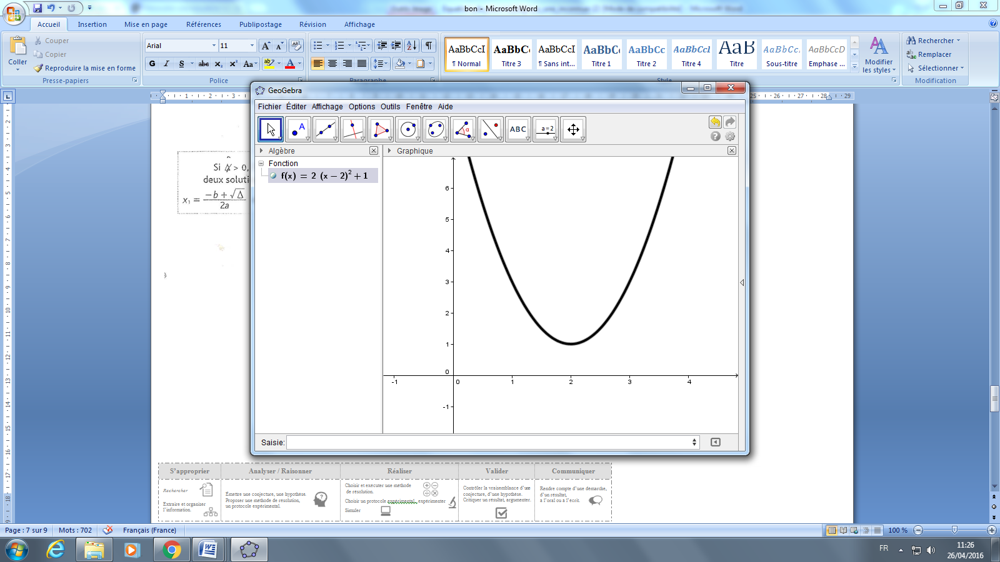 bon - Microsoft Word
Accueil Insertion Mise en page Références Publipostage Révision Affichage
Coller
Couper
Copier
Reproduire la mise en forme
Presse-papiers
Arial 11
G I S abc X₂ X² Aa
Police
Paragraphe
AaBbCcI AaBbC AaBbCcI AaBbC AaBbCc AaBbCcI AaB AaBbCc. AaBbCcD
¶ Normal Titre 3 ¶ Sans int... Titre 1 Titre 2 Titre 4 Titre Sous-titre Emphase ...
Style
Modifier
les styles
Rechercher
Remplacer
Sélectionner
Modification
1 2 3 25 26 27 28 29
Si Δ > 0,
deux soluti
x₁ = (-b + √Δ) / 2a
GeoGebra
Fichier Éditer Affichage Options Outils Fenêtre Aide
A α ABC a = 2
Algèbre
Graphique
Fonction
f(x) = 2 (x − 2)² + 1
6
5
4
3
2
1
0
-1 0 1 2 3 4
-1
Saisie:
S'approprier Analyser / Raisonner Réaliser Valider Communiquer
Rechercher
Extraire et organiser
l'information.
Émettre une conjecture, une hypothèse.
Proposer une méthode de résolution,
un protocole expérimental.
Choisir et exécuter une méthode
de résolution.
Choisir un protocole expérimental, expérimenter
Simuler
Contrôler la vraisemblance d'une
conjecture, d'une hypothèse.
Critiquer un résultat, argumenter.
Rendre compte d'une démarche,
d'un résultat,
à l'oral ou à l'écrit.
Page : 7 sur 9 Mots : 702 Français (France) 100 %
FR
11:26
26/04/2016